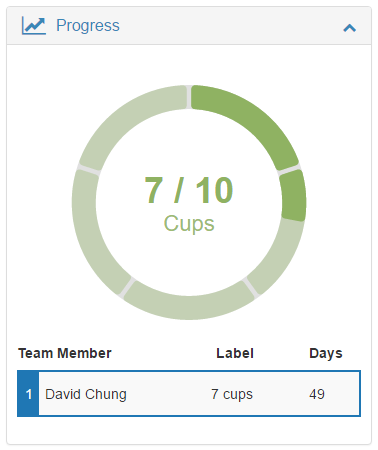 Progress
7 / 10
Cups
Team Member Label Days
1 David Chung 7 cups 49